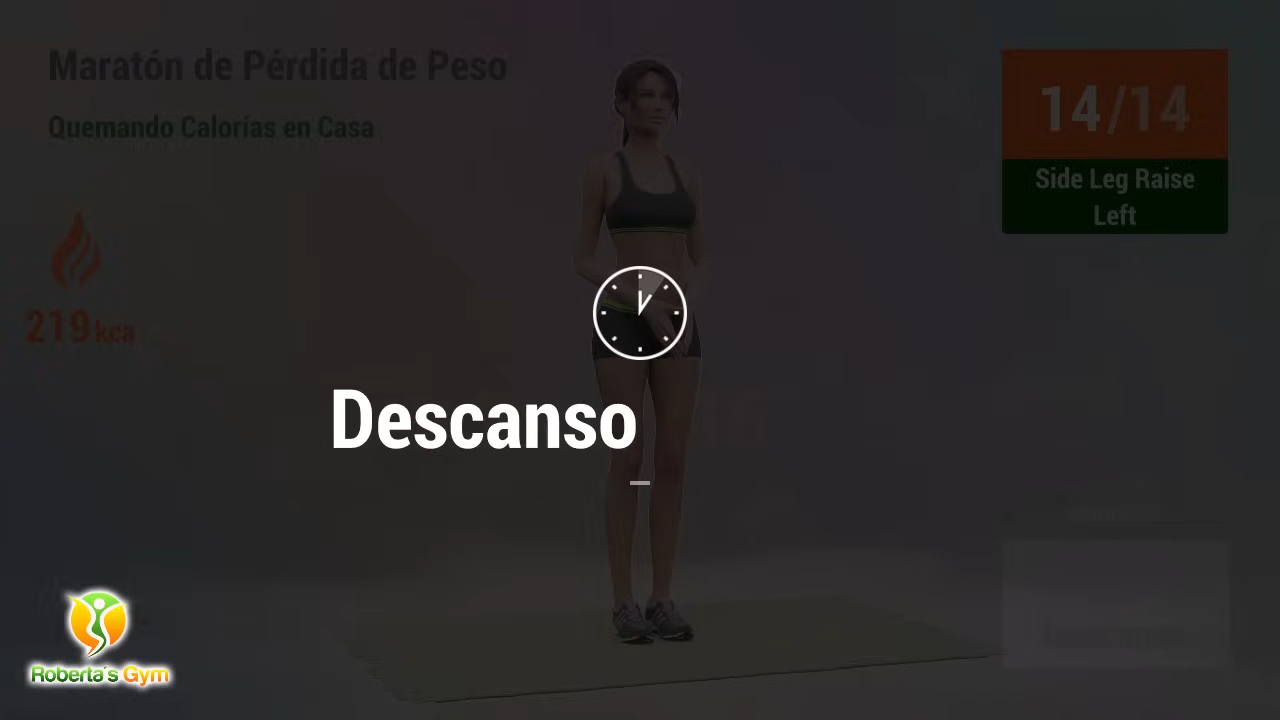 Maratón de Pérdida de Peso
Quemando Calorías en Casa
14/14
Side Leg Raise
Left
219 kca
Descanso
Roberta's Gym